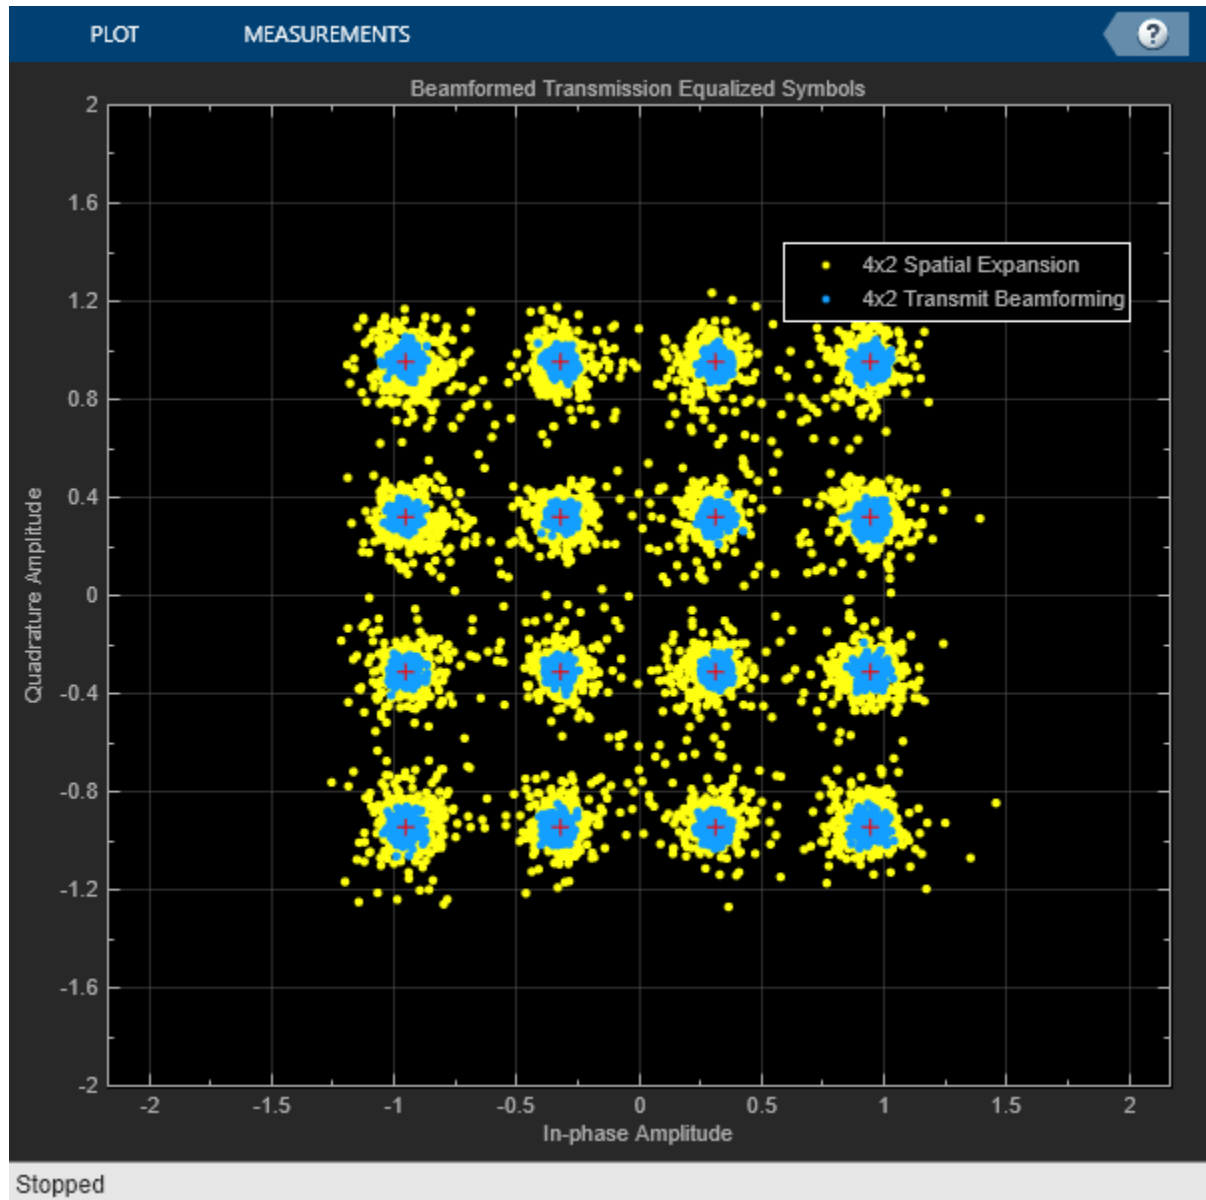 PLOT MEASUREMENTS ?
Beamformed Transmission Equalized Symbols
2
1.6
1.2
0.8
0.4
0
-0.4
-0.8
-1.2
-1.6
-2
Quadrature Amplitude
4x2 Spatial Expansion
4x2 Transmit Beamforming
-2 -1.5 -1 -0.5 0 0.5 1 1.5 2
In-phase Amplitude
Stopped